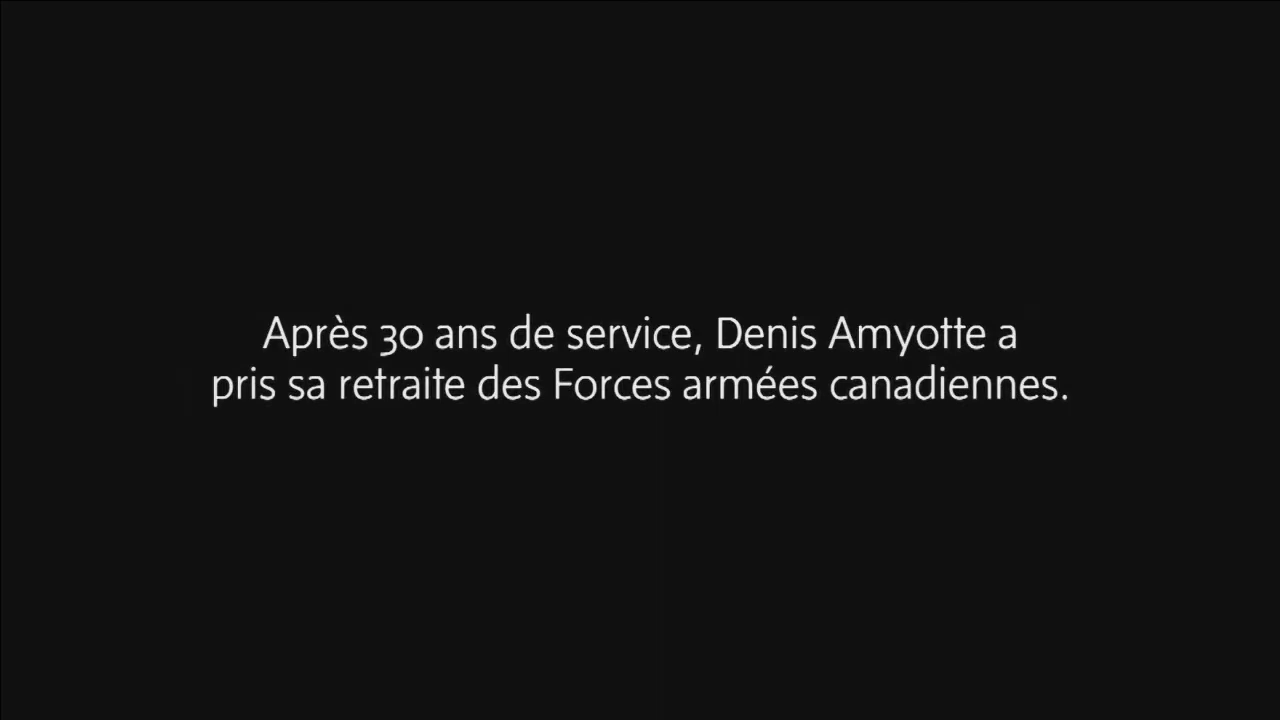 Après 30 ans de service, Denis Amyotte a
pris sa retraite des Forces armées canadiennes.